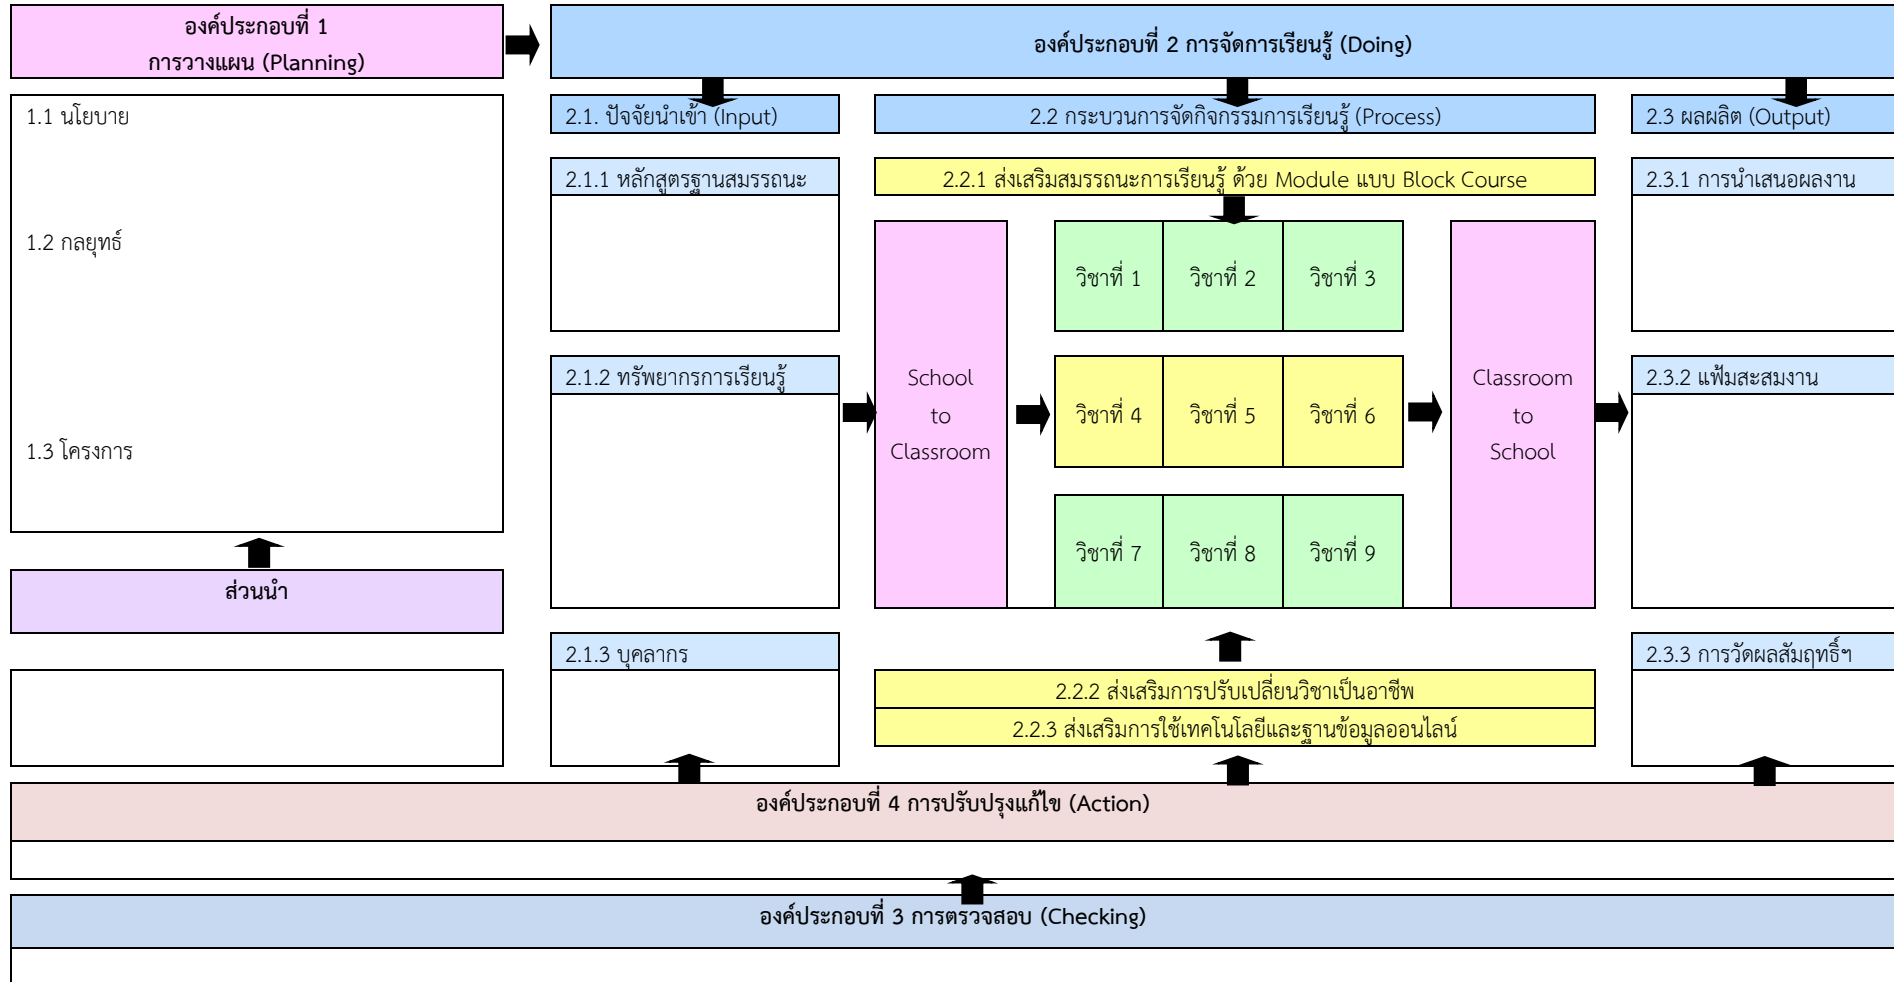 องค์ประกอบที่ 1
การวางแผน (Planning)
องค์ประกอบที่ 2 การจัดการเรียนรู้ (Doing)
1.1 นโยบาย
1.2 กลยุทธ์
1.3 โครงการ
ส่วนนำ
2.1. ปัจจัยนำเข้า (Input)
2.1.1 หลักสูตรฐานสมรรถนะ
2.1.2 ทรัพยากรการเรียนรู้
2.1.3 บุคลากร
2.2 กระบวนการจัดกิจกรรมการเรียนรู้ (Process)
2.2.1 ส่งเสริมสมรรถนะการเรียนรู้ ด้วย Module แบบ Block Course
School
to
Classroom
วิชาที่ 1
วิชาที่ 2
วิชาที่ 3
วิชาที่ 4
วิชาที่ 5
วิชาที่ 6
วิชาที่ 7
วิชาที่ 8
วิชาที่ 9
Classroom
to
School
2.2.2 ส่งเสริมการปรับเปลี่ยนวิชาเป็นอาชีพ
2.2.3 ส่งเสริมการใช้เทคโนโลยีและฐานข้อมูลออนไลน์
2.3 ผลผลิต (Output)
2.3.1 การนำเสนอผลงาน
2.3.2 แฟ้มสะสมงาน
2.3.3 การวัดผลสัมฤทธิ์ฯ
องค์ประกอบที่ 4 การปรับปรุงแก้ไข (Action)
องค์ประกอบที่ 3 การตรวจสอบ (Checking)